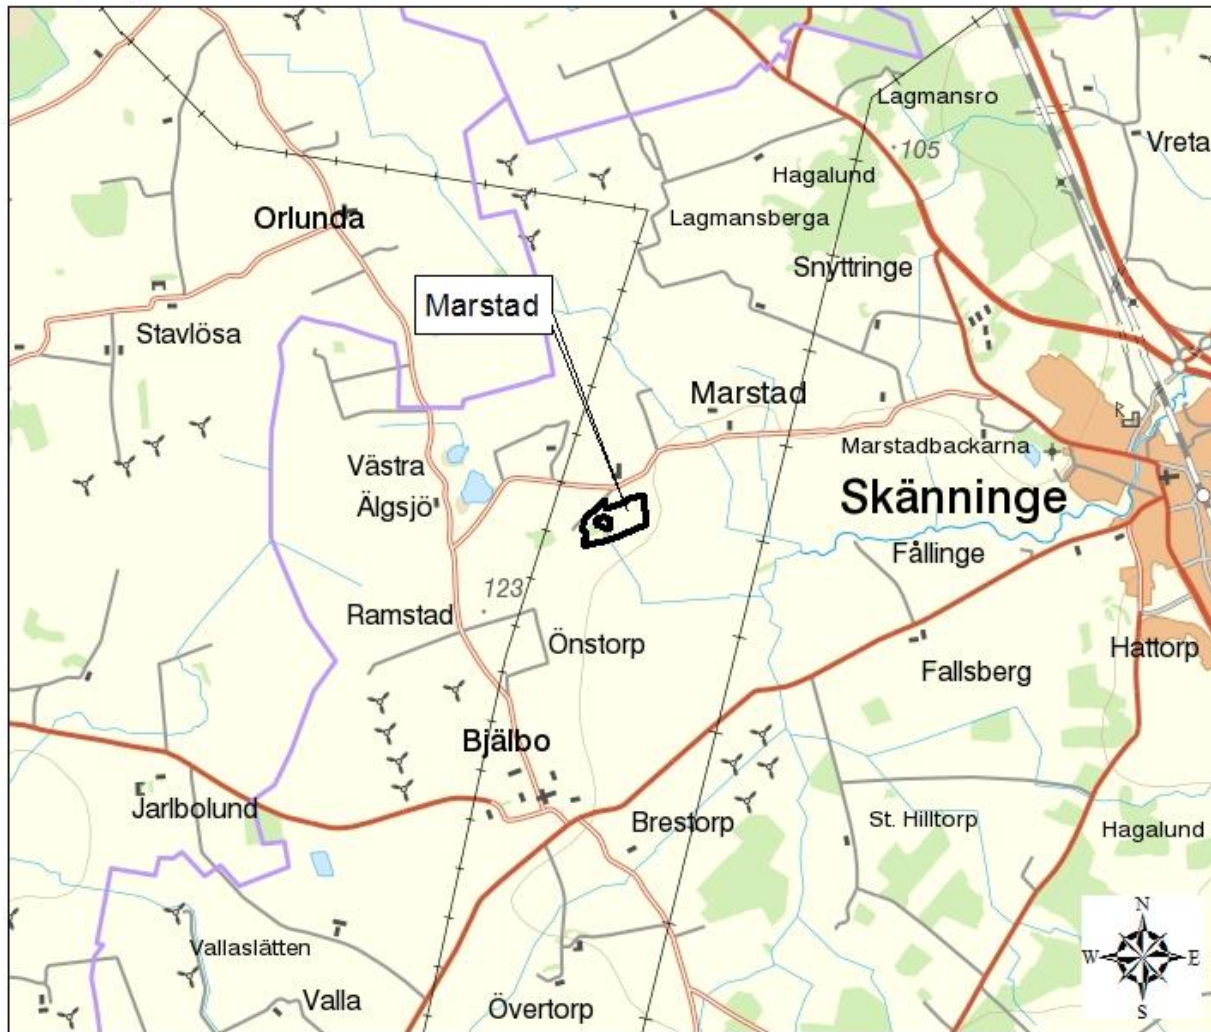 Lagmansro
105
Vreta
Hagalund
Orlunda
Lagmansberga
Snyttringe
Marstad
Stavlösa
Marstad
Västra
Älgsjö
Marstadbackarna
Skänninge
Fållinge
123
Ramstad
Önstorp
Hattorp
Fallsberg
Bjälbo
Jarlbolund
Brestorp
St. Hilltorp
Hagalund
N
W
E
S
Vallaslätten
Valla
Övertorp